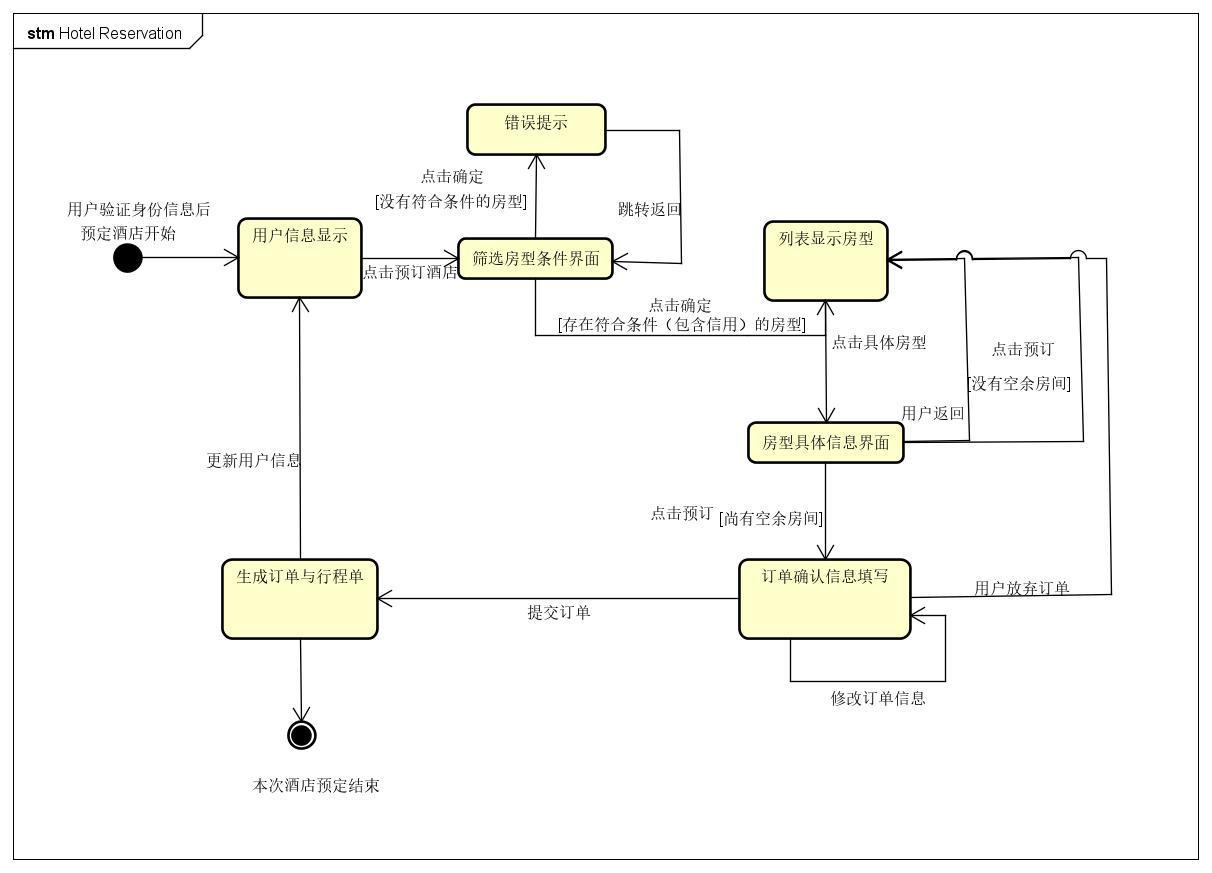 stm Hotel Reservation
错误提示
点击确定
[没有符合条件的房型]
跳转返回
用户验证身份信息后
预定酒店开始
用户信息显示
点击预订酒店
筛选房型条件界面
列表显示房型
点击确定
[存在符合条件（包含信用）的房型]
点击具体房型
点击预订
[没有空余房间]
用户返回
房型具体信息界面
更新用户信息
点击预订
[尚有空余房间]
生成订单与行程单
订单确认信息填写
用户放弃订单
提交订单
修改订单信息
本次酒店预定结束